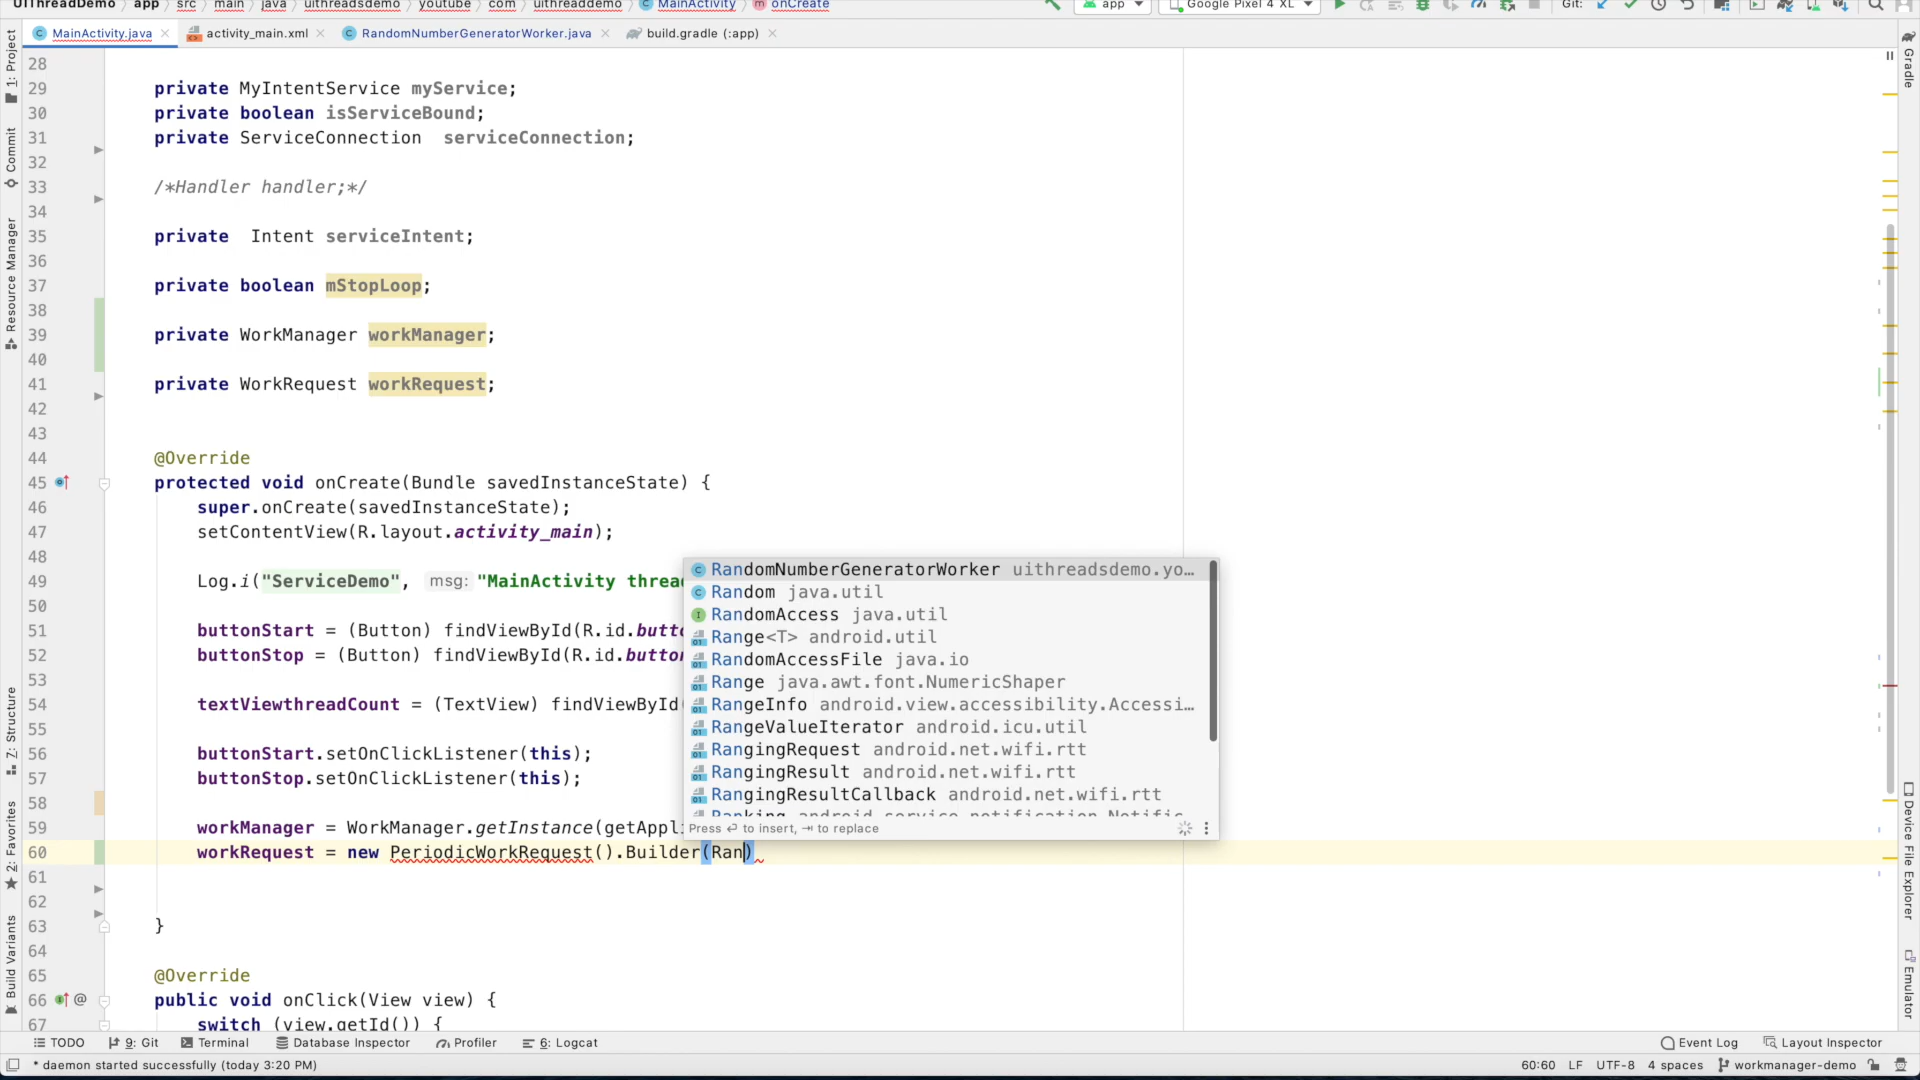 UIThreadDemo › app › src › main › java › uithreadsdemo › youtube › com › uithreaddemo › MainActivity › onCreate
app
Google Pixel 4 XL
Git:
MainActivity.java
activity_main.xml
RandomNumberGeneratorWorker.java
build.gradle (:app)
28
29 private MyIntentService myService;
30 private boolean isServiceBound;
31 private ServiceConnection  serviceConnection;
32
33 /*Handler handler;*/
34
35 private  Intent serviceIntent;
36
37 private boolean mStopLoop;
38
39 private WorkManager workManager;
40
41 private WorkRequest workRequest;
42
43
44 @Override
45 protected void onCreate(Bundle savedInstanceState) {
46 super.onCreate(savedInstanceState);
47 setContentView(R.layout.activity_main);
48
49 Log.i("ServiceDemo", msg: "MainActivity threa
50
51 buttonStart = (Button) findViewById(R.id.butt
52 buttonStop = (Button) findViewById(R.id.butto
53
54 textViewthreadCount = (TextView) findViewById
55
56 buttonStart.setOnClickListener(this);
57 buttonStop.setOnClickListener(this);
58
59 workManager = WorkManager.getInstance(getAppli
60 workRequest = new PeriodicWorkRequest().Builder(Ran)
61
62
63 }
64
65 @Override
66 public void onClick(View view) {
67 switch (view.getId()) {
RandomNumberGeneratorWorker uithreadsdemo.yo…
Random java.util
RandomAccess java.util
Range<T> android.util
RandomAccessFile java.io
Range java.awt.font.NumericShaper
RangeInfo android.view.accessibility.Accessi…
RangeValueIterator android.icu.util
RangingRequest android.net.wifi.rtt
RangingResult android.net.wifi.rtt
RangingResultCallback android.net.wifi.rtt
Ranking android.service.notification.Notific
Press ⏎ to insert, ⇥ to replace
1: Project
Commit
Resource Manager
Z: Structure
2: Favorites
Build Variants
Gradle
Device File Explorer
Emulator
TODO
9: Git
Terminal
Database Inspector
Profiler
6: Logcat
Event Log
Layout Inspector
* daemon started successfully (today 3:20 PM)
60:60
LF
UTF-8
4 spaces
workmanager-demo